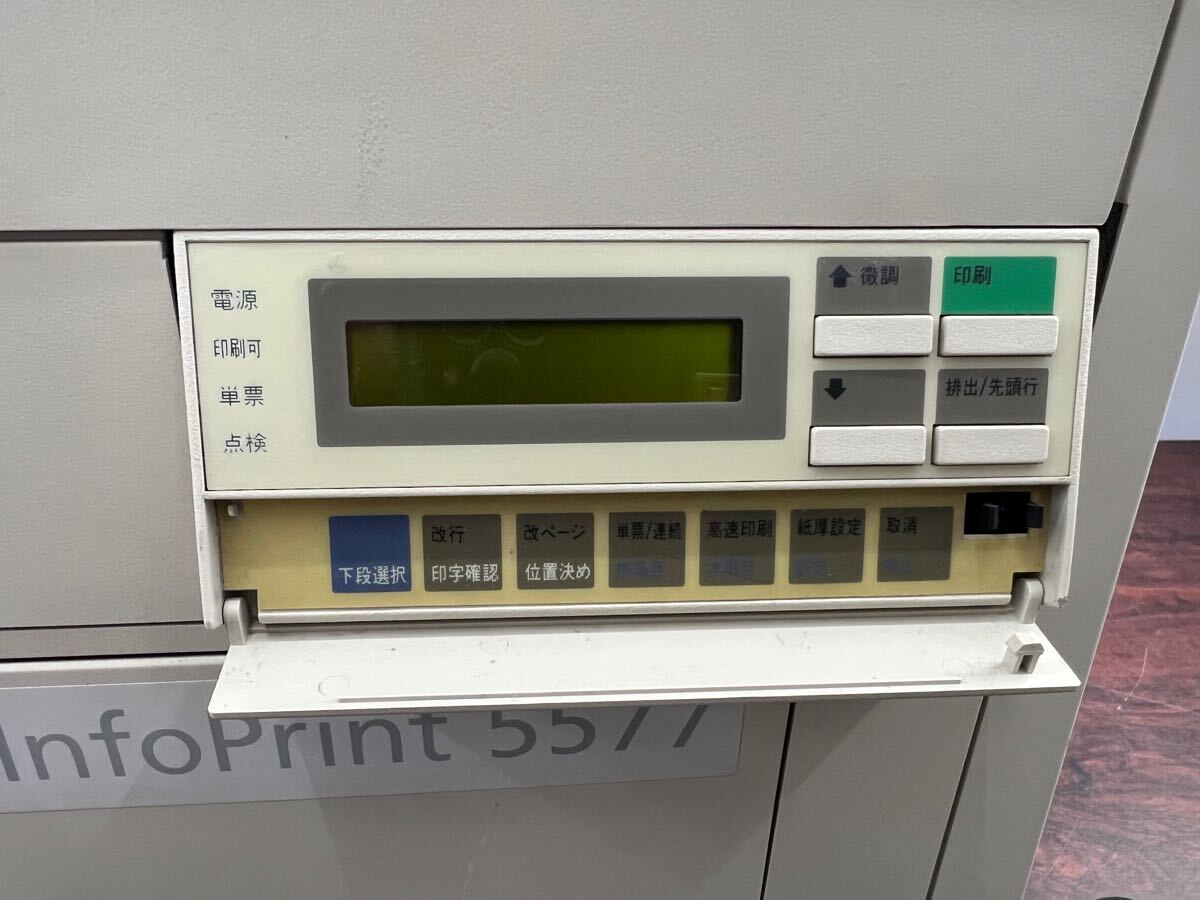 電源
印刷可
単票
点検
微調
印刷
排出/先頭行
下段選択
改行
印字確認
改ページ
位置決め
単票/連続
高速印刷
紙厚設定
取消
InfoPrint 5577